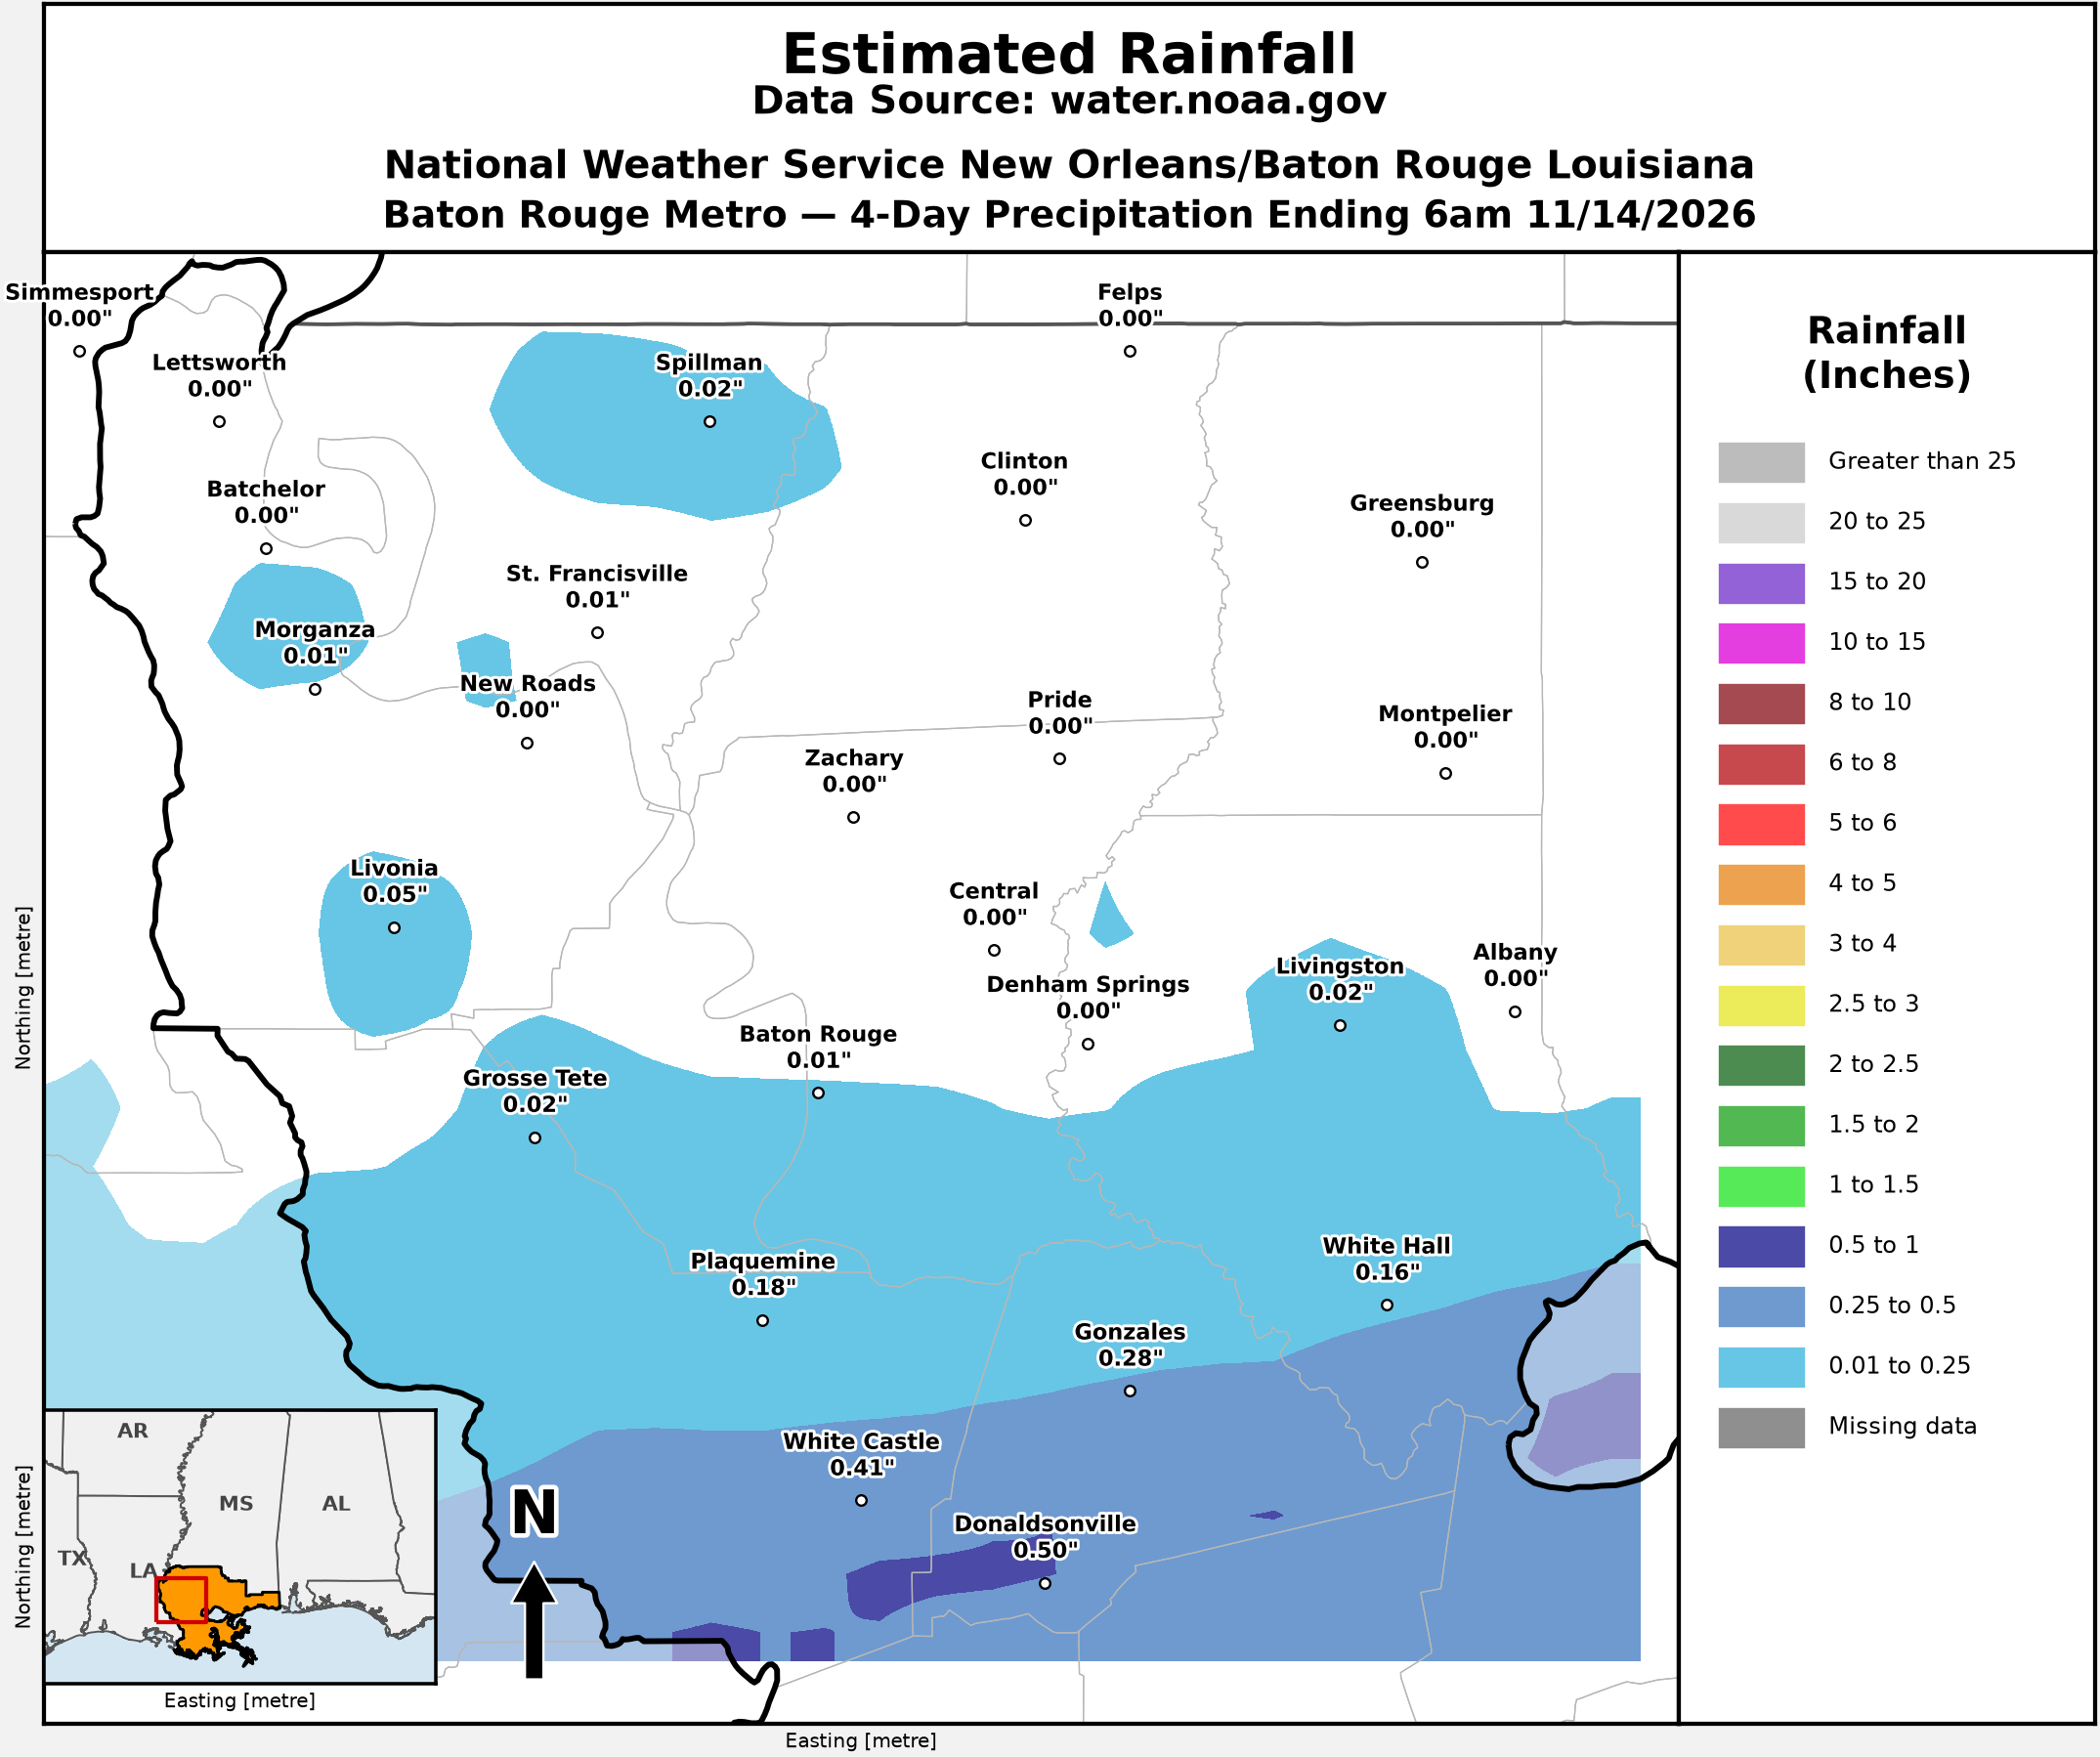 Estimated Rainfall
Data Source: water.noaa.gov
National Weather Service New Orleans/Baton Rouge Louisiana
Baton Rouge Metro — 4-Day Precipitation Ending 6am 11/14/2026
Simmesport
0.00"
Felps
0.00"
Lettsworth
0.00"
Spillman
0.02"
Clinton
0.00"
Batchelor
0.00"
Greensburg
0.00"
St. Francisville
0.01"
Morganza
0.01"
New Roads
0.00"
Pride
0.00"
Montpelier
0.00"
Zachary
0.00"
Livonia
0.05"
Central
0.00"
Albany
0.00"
Livingston
0.02"
Denham Springs
0.00"
Baton Rouge
0.01"
Grosse Tete
0.02"
White Hall
0.16"
Plaquemine
0.18"
Gonzales
0.28"
White Castle
0.41"
Donaldsonville
0.50"
N
Rainfall
(Inches)
Greater than 25
20 to 25
15 to 20
10 to 15
8 to 10
6 to 8
5 to 6
4 to 5
3 to 4
2.5 to 3
2 to 2.5
1.5 to 2
1 to 1.5
0.5 to 1
0.25 to 0.5
0.01 to 0.25
Missing data
AR
MS
AL
TX
LA
Northing [metre]
Northing [metre]
Easting [metre]
Easting [metre]